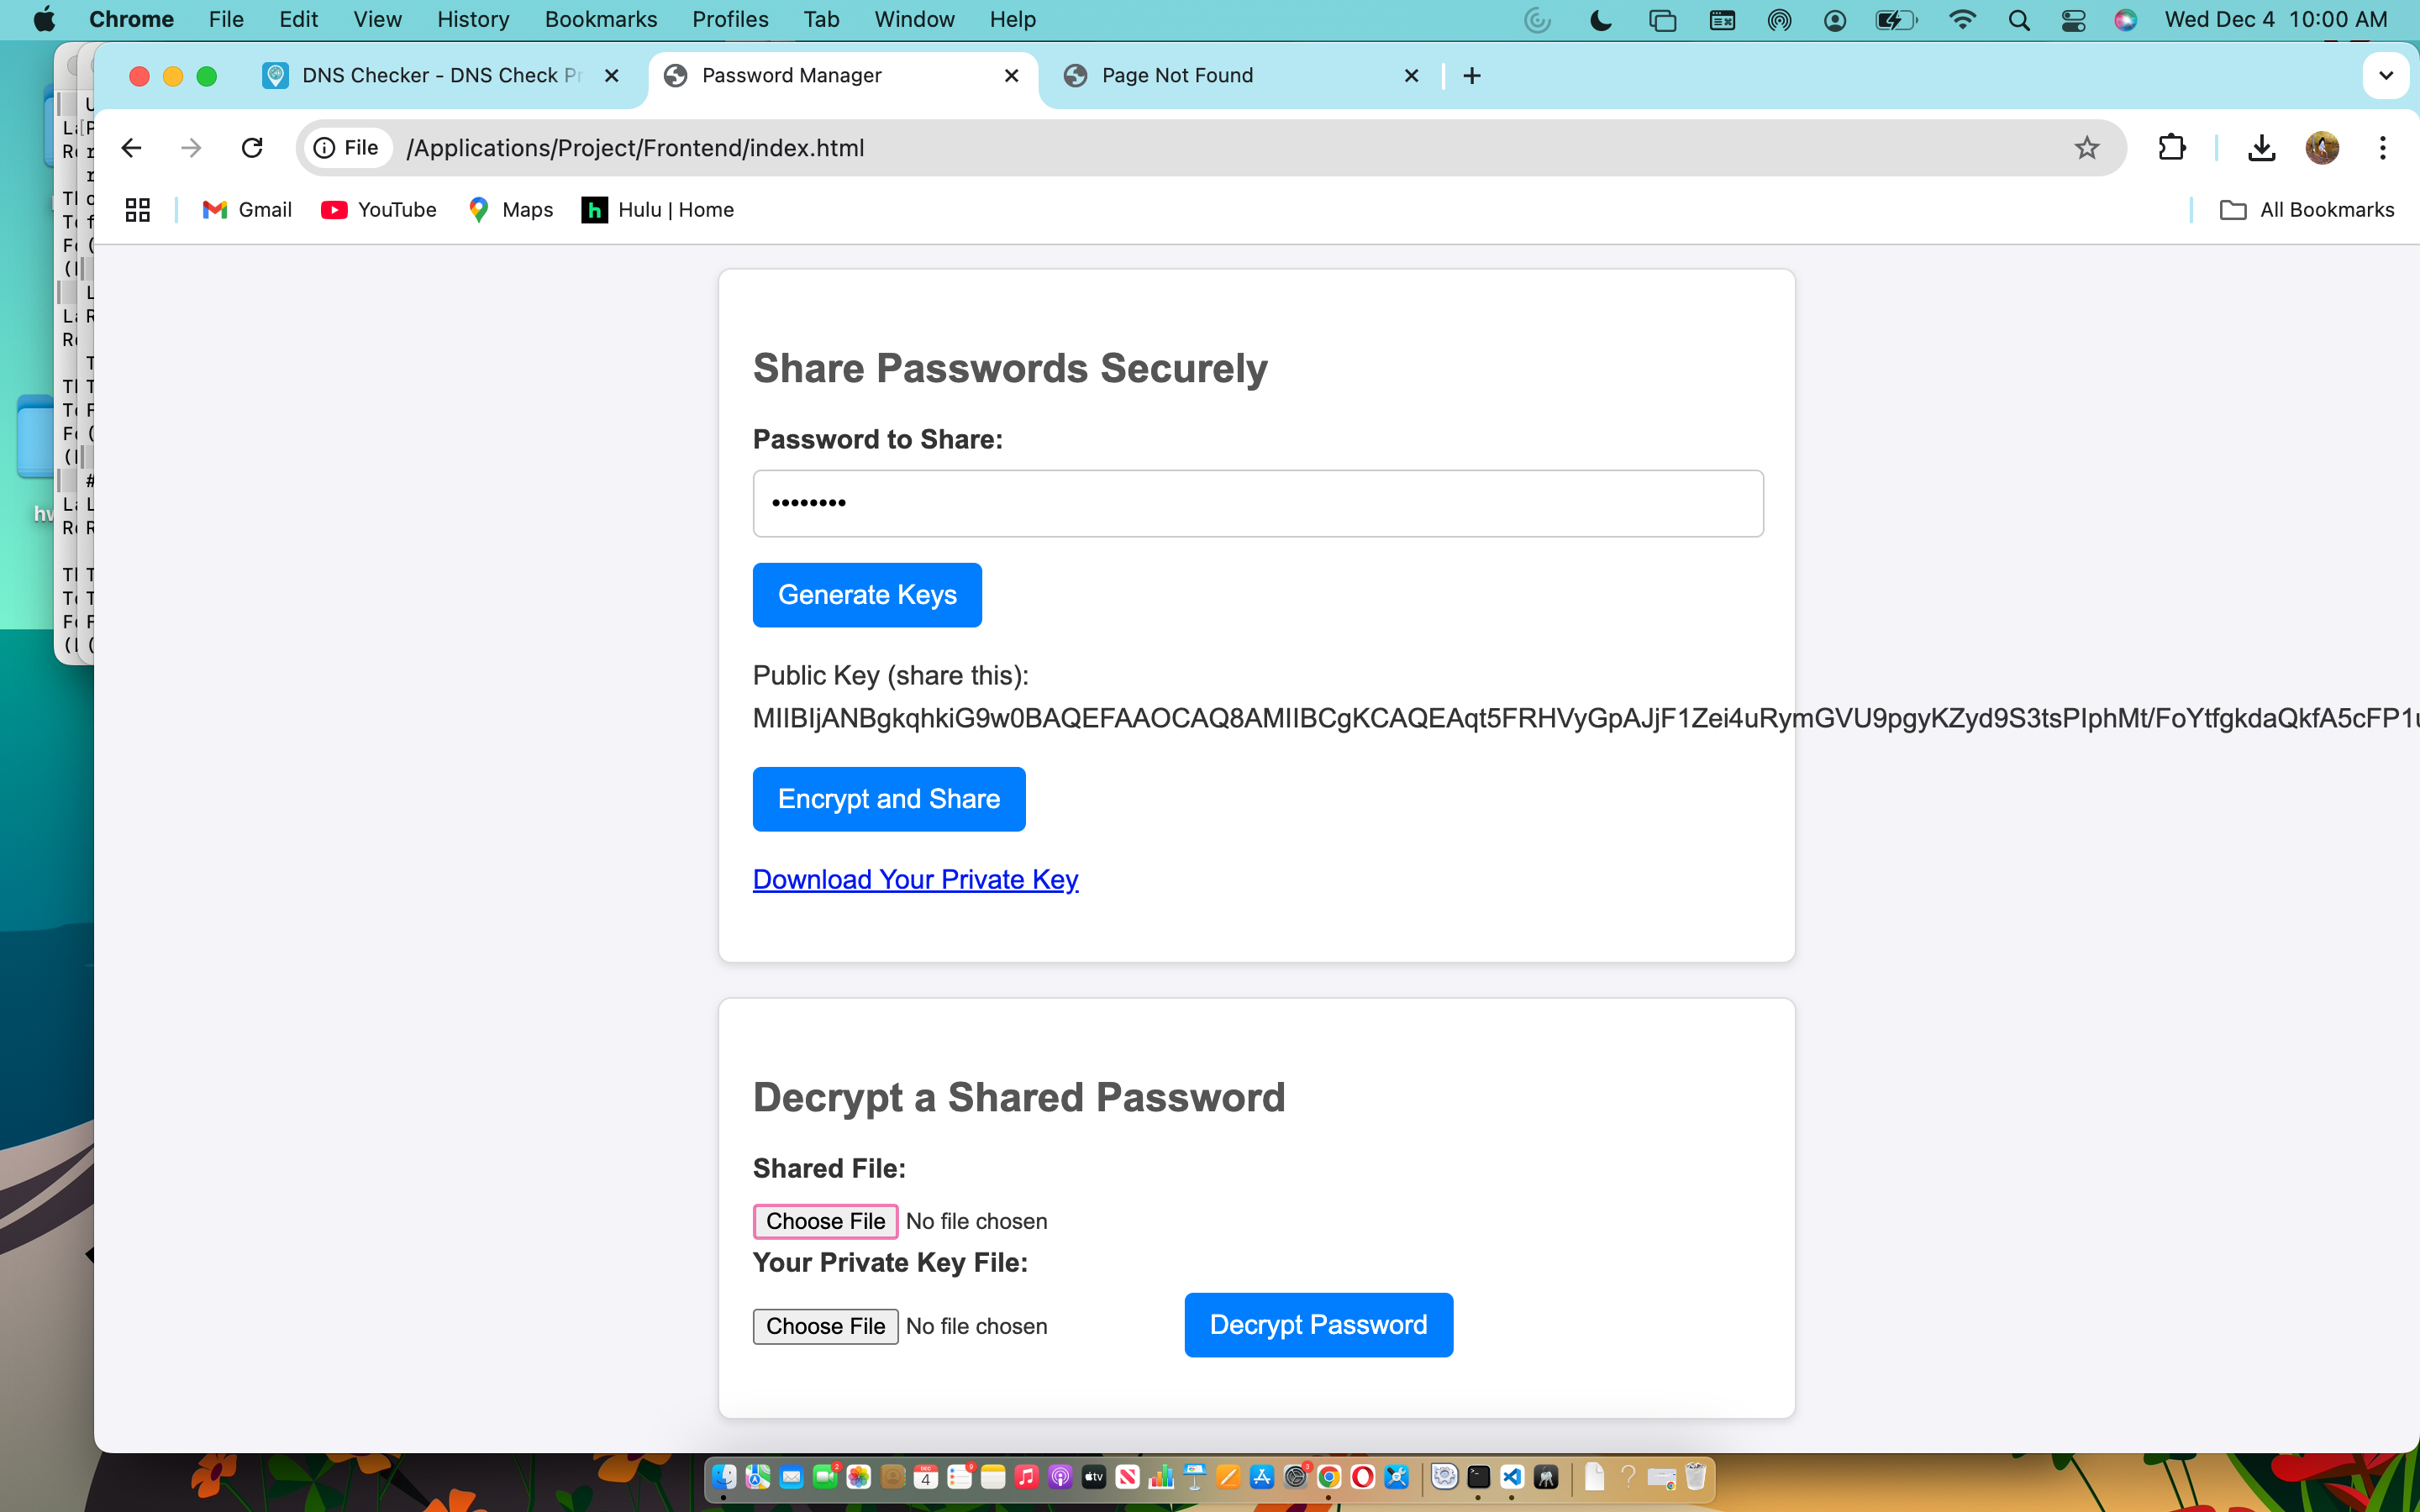 Chrome File Edit View History Bookmarks Profiles Tab Window Help Wed Dec 4 10:00 AM
DNS Checker - DNS Check Pr Password Manager Page Not Found
File /Applications/Project/Frontend/index.html
Gmail YouTube Maps Hulu | Home All Bookmarks
Share Passwords Securely
Password to Share:
••••••••
Generate Keys
Public Key (share this):
MIIBIjANBgkqhkiG9w0BAQEFAAOCAQ8AMIIBCgKCAQEAqt5FRHVyGpAJjF1Zei4uRymGVU9pgyKZyd9S3tsPIphMt/FoYtfgkdaQkfA5cFP1
Encrypt and Share
Download Your Private Key
Decrypt a Shared Password
Shared File:
Choose File No file chosen
Your Private Key File:
Choose File No file chosen
Decrypt Password